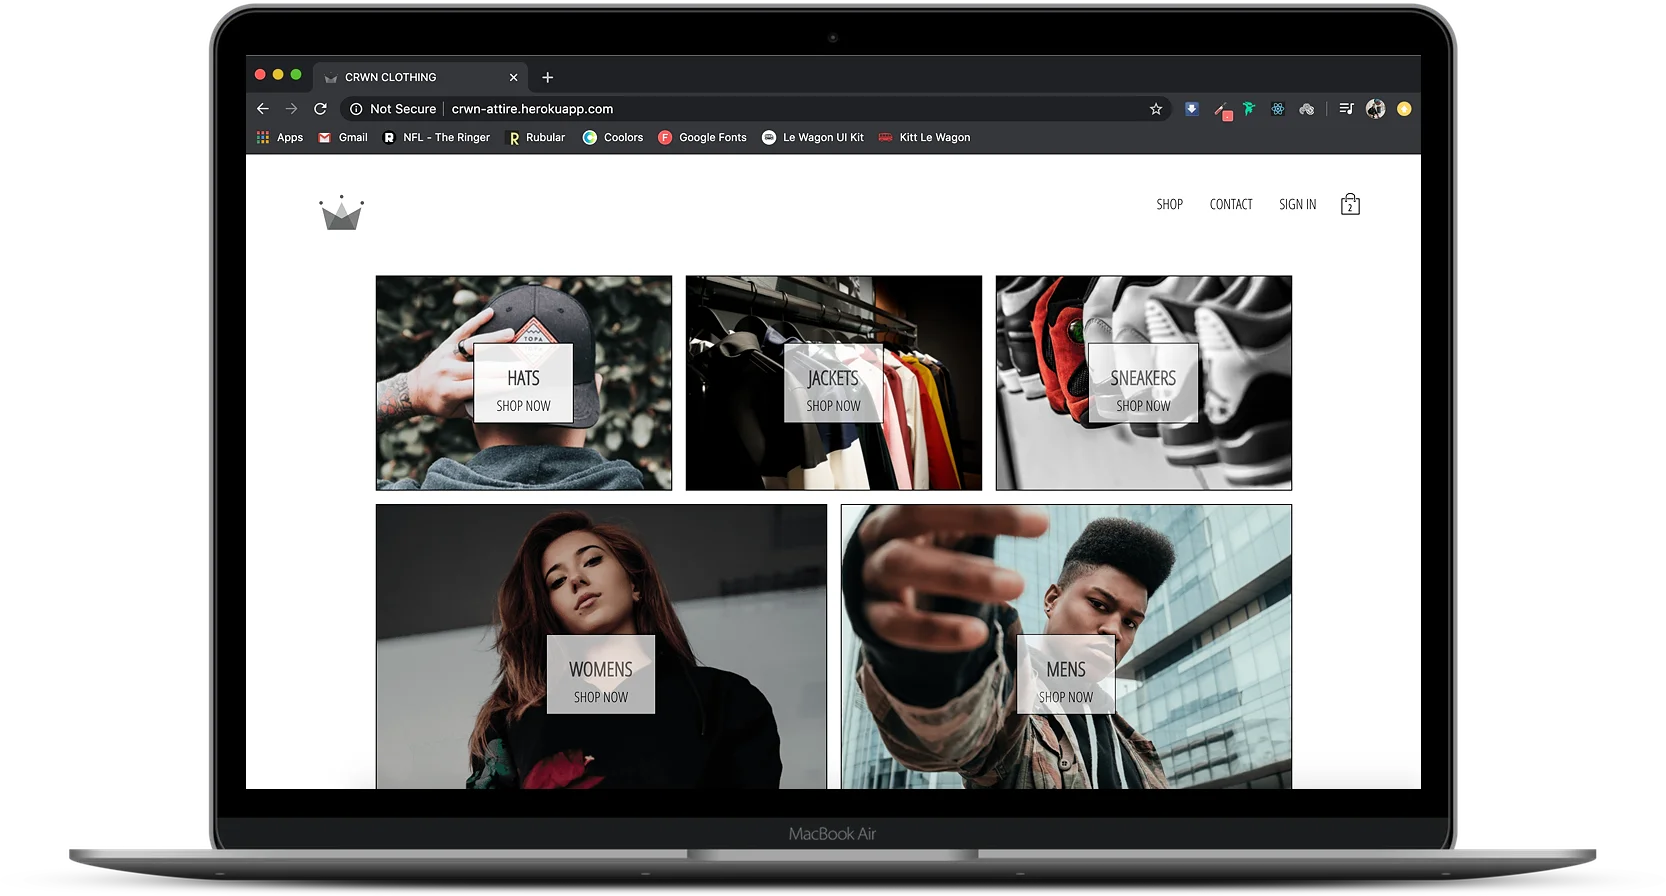 CRWN CLOTHING
Not Secure crwn-attire.herokuapp.com
Apps Gmail NFL - The Ringer Rubular Coolors Google Fonts Le Wagon UI Kit Kitt Le Wagon
SHOP CONTACT SIGN IN 2
TOPA
HATS
SHOP NOW
JACKETS
SHOP NOW
SNEAKERS
SHOP NOW
WOMENS
SHOP NOW
MENS
SHOP NOW
MacBook Air